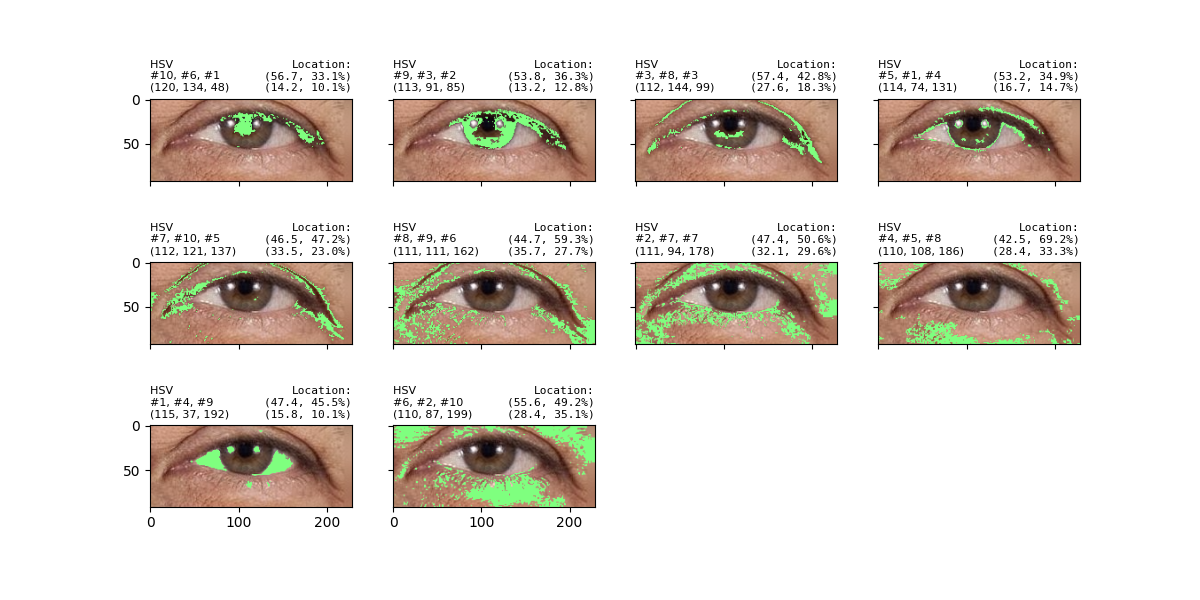 HSV Location:
#10, #6, #1 (56.7, 33.1%)
(120, 134, 48) (14.2, 10.1%)
HSV Location:
#9, #3, #2 (53.8, 36.3%)
(113, 91, 85) (13.2, 12.8%)
HSV Location:
#3, #8, #3 (57.4, 42.8%)
(112, 144, 99) (27.6, 18.3%)
HSV Location:
#5, #1, #4 (53.2, 34.9%)
(114, 74, 131) (16.7, 14.7%)
0
50
HSV Location:
#7, #10, #5 (46.5, 47.2%)
(112, 121, 137) (33.5, 23.0%)
HSV Location:
#8, #9, #6 (44.7, 59.3%)
(111, 111, 162) (35.7, 27.7%)
HSV Location:
#2, #7, #7 (47.4, 50.6%)
(111, 94, 178) (32.1, 29.6%)
HSV Location:
#4, #5, #8 (42.5, 69.2%)
(110, 108, 186) (28.4, 33.3%)
0
50
HSV Location:
#1, #4, #9 (47.4, 45.5%)
(115, 37, 192) (15.8, 10.1%)
HSV Location:
#6, #2, #10 (55.6, 49.2%)
(110, 87, 199) (28.4, 35.1%)
0
50
0 100 200
0 100 200